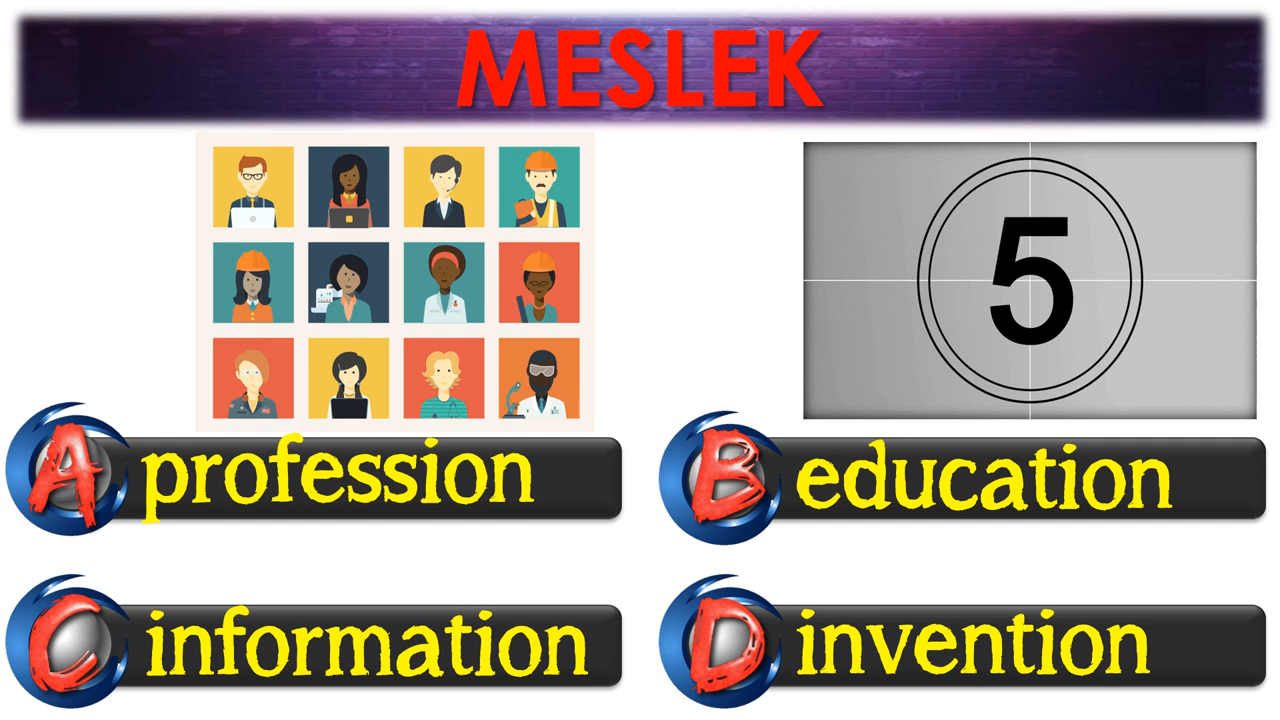 MESLEK
5
A profession
B education
C information
D invention